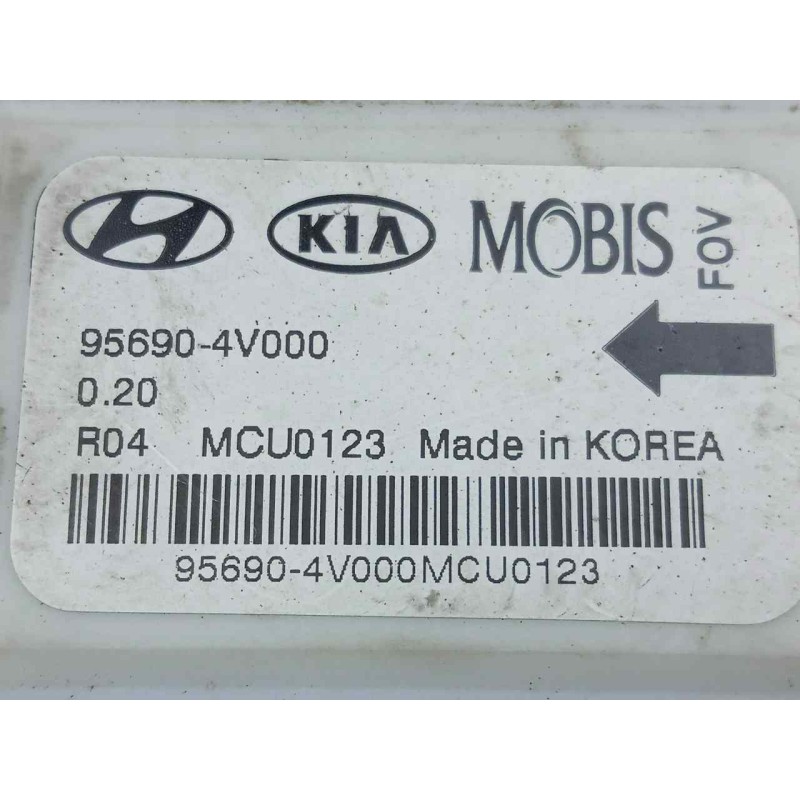 KIA MOBIS
FOV
95690-4V000
0.20
R04 MCU0123 Made in KOREA
95690-4V000MCU0123